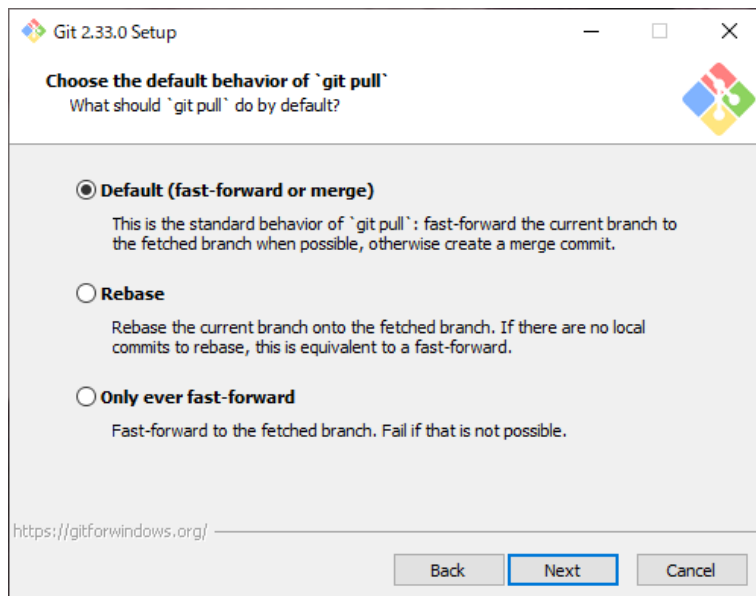 Git 2.33.0 Setup
Choose the default behavior of `git pull`
What should `git pull` do by default?
Default (fast-forward or merge)
This is the standard behavior of `git pull`: fast-forward the current branch to
the fetched branch when possible, otherwise create a merge commit.
Rebase
Rebase the current branch onto the fetched branch. If there are no local
commits to rebase, this is equivalent to a fast-forward.
Only ever fast-forward
Fast-forward to the fetched branch. Fail if that is not possible.
https://gitforwindows.org/
Back
Next
Cancel